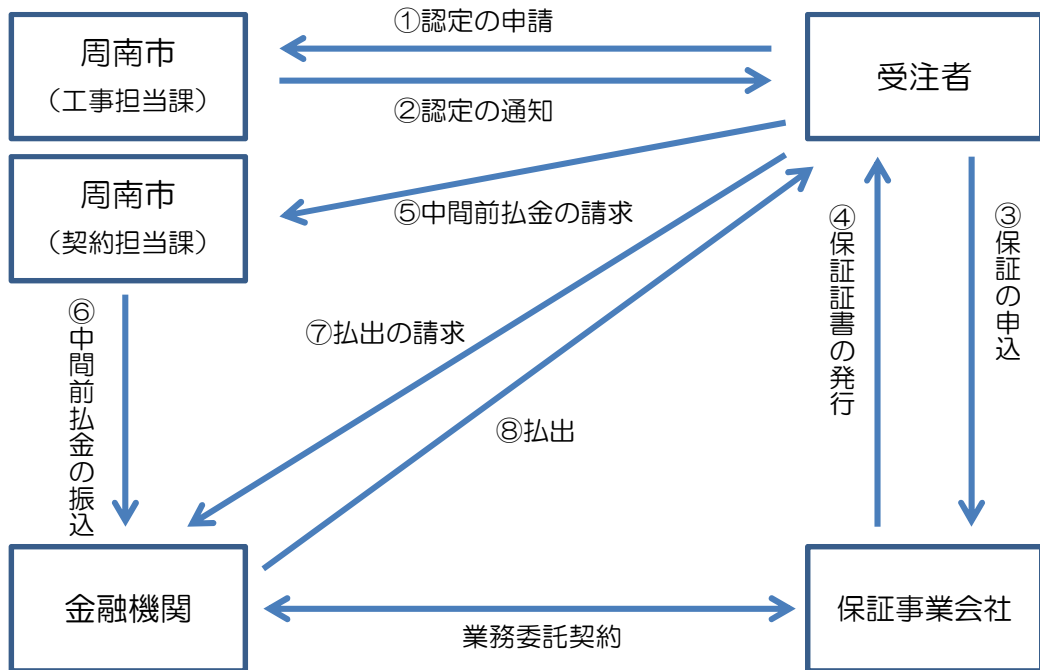 ①認定の申請
周南市
（工事担当課）
受注者
②認定の通知
周南市
（契約担当課）
⑤中間前払金の請求
④保証証書の発行
③保証の申込
⑥中間前払金の振込
⑦払出の請求
⑧払出
金融機関
保証事業会社
業務委託契約